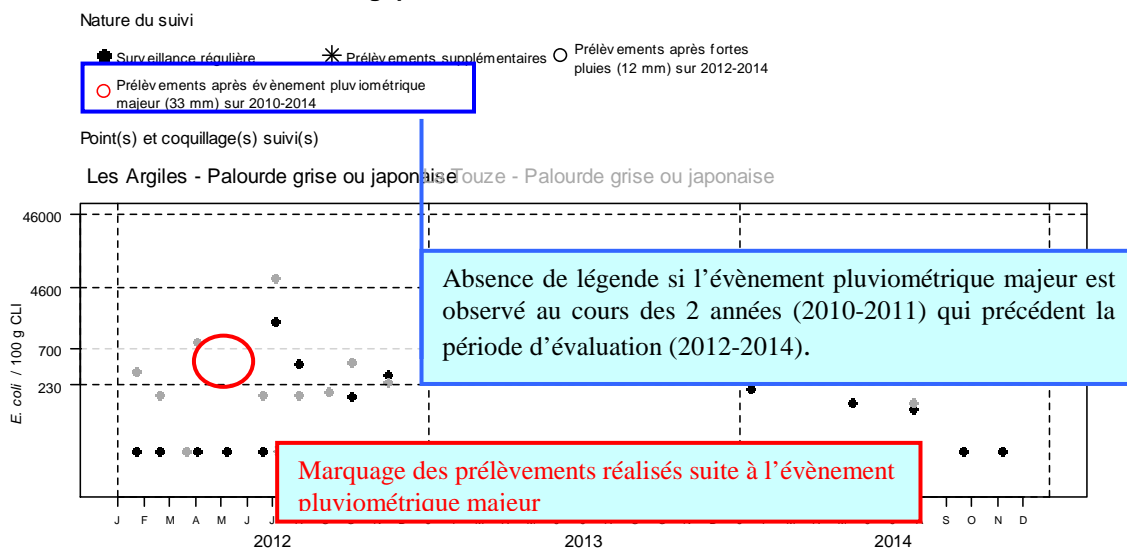 Nature du suivi
Surveillance régulière
Prélèvements supplémentaires
Prélèvements après fortes
pluies (12 mm) sur 2012-2014
Prélèvements après évènement pluviométrique
majeur (33 mm) sur 2010-2014
Point(s) et coquillage(s) suivi(s)
Les Argiles - Palourde grise ou japonaise
Touze - Palourde grise ou japonaise
46000
4600
700
230
E. coli / 100 g CLI
Absence de légende si l’évènement pluviométrique majeur est
observé au cours des 2 années (2010-2011) qui précédent la
période d’évaluation (2012-2014).
Marquage des prélèvements réalisés suite à l’évènement
pluviométrique majeur
J F M A M J J
S O N D
2012 2013 2014